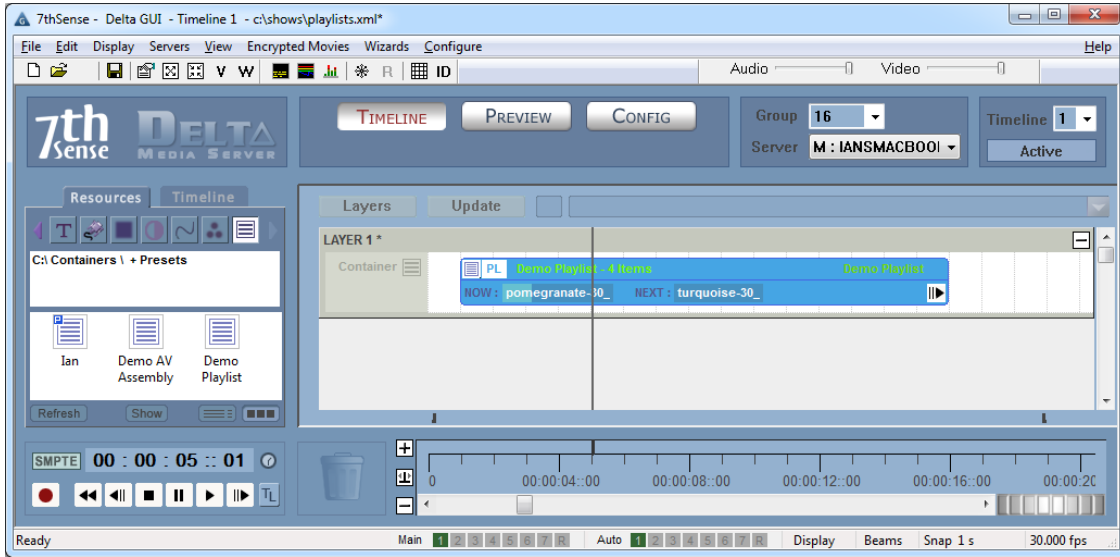 7thSense - Delta GUI - Timeline 1 - c:\shows\playlists.xml*
File Edit Display Servers View Encrypted Movies Wizards Configure Help
V W R ID Audio Video
7th Sense DELTA MEDIA SERVER
TIMELINE PREVIEW CONFIG
Group 16
Server M : IANSMACBOOI
Timeline 1
Active
Resources Timeline
T
C:\ Containers \ + Presets
P
Ian
Demo AV Assembly
Demo Playlist
Refresh Show
Layers Update
LAYER 1 *
Container
PL Demo Playlist - 4 Items Demo Playlist
NOW : pomegranate-30_ NEXT : turquoise-30_
SMPTE 00 : 00 : 05 :: 01
TL
0 00:00:04::00 00:00:08::00 00:00:12::00 00:00:16::00 00:00:20
Ready Main 1 2 3 4 5 6 7 R Auto 1 2 3 4 5 6 7 R Display Beams Snap 1 s 30.000 fps